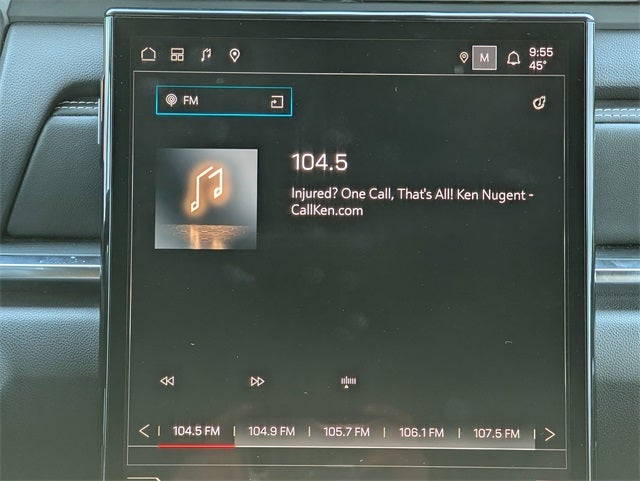 M
9:55
45°
FM
104.5
Injured? One Call, That's All! Ken Nugent -
CallKen.com
104.5 FM | 104.9 FM | 105.7 FM | 106.1 FM | 107.5 FM